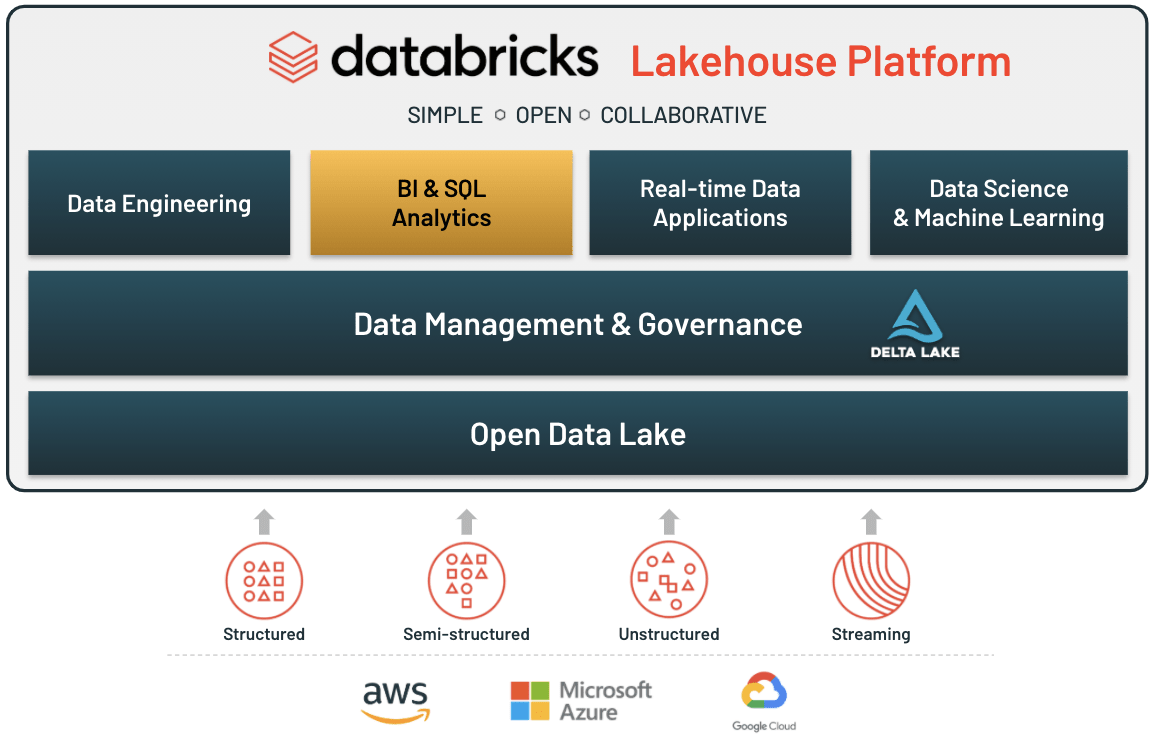 databricks Lakehouse Platform
SIMPLE OPEN COLLABORATIVE
Data Engineering
BI & SQL
Analytics
Real-time Data
Applications
Data Science
& Machine Learning
Data Management & Governance
DELTA LAKE
Open Data Lake
Structured
Semi-structured
Unstructured
Streaming
aws
Microsoft
Azure
Google Cloud